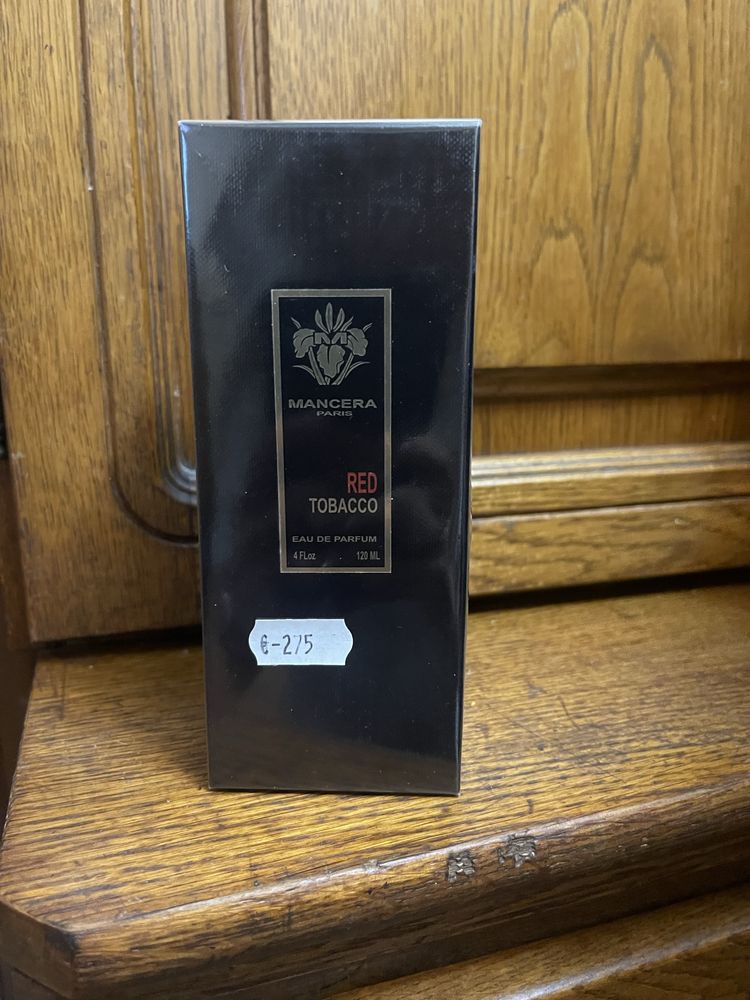 MANCERA
PARIS
RED
TOBACCO
EAU DE PARFUM
4 FLoz . 120 ML
€-275